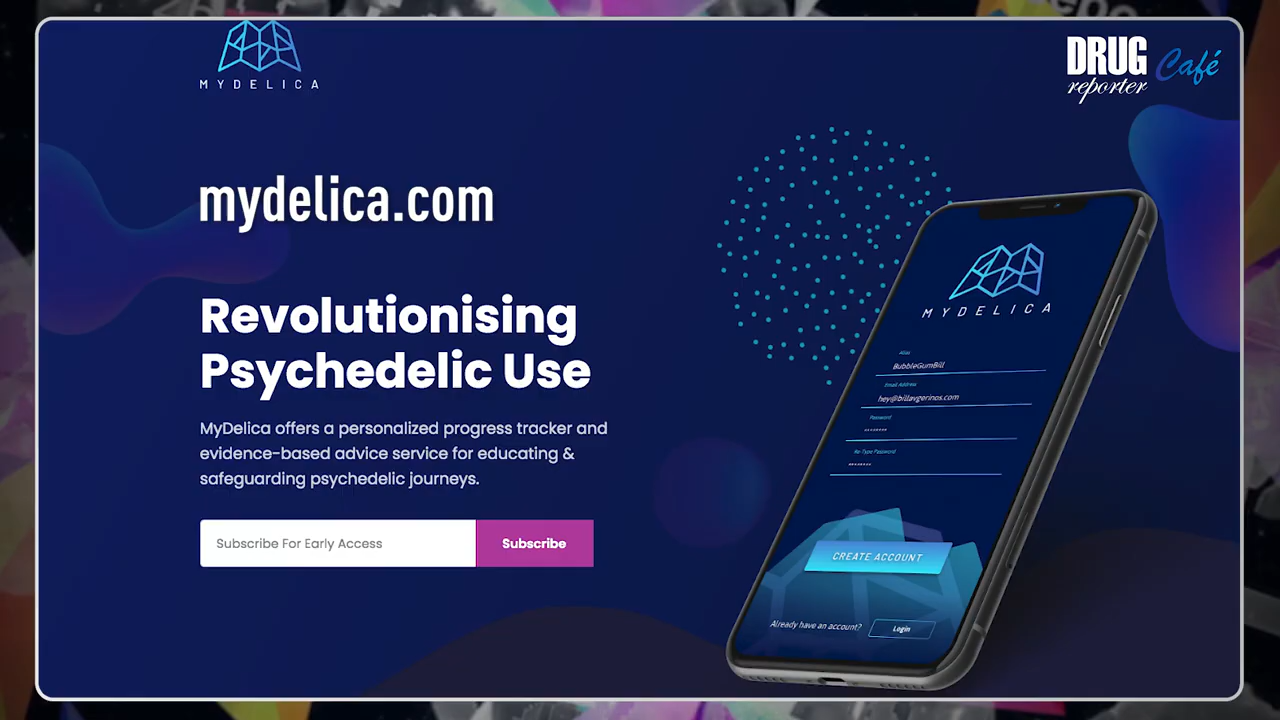 MYDELICA
DRUG
reporter
Café
mydelica.com
Revolutionising
Psychedelic Use
MyDelica offers a personalized progress tracker and
evidence-based advice service for educating &
safeguarding psychedelic journeys.
Subscribe For Early Access
Subscribe
MYDELICA
Alias
BubbleGumBill
Email Address
hey@billavgerinos.com
Password
********
Re-Type Password
********
CREATE ACCOUNT
Already have an account?
Login